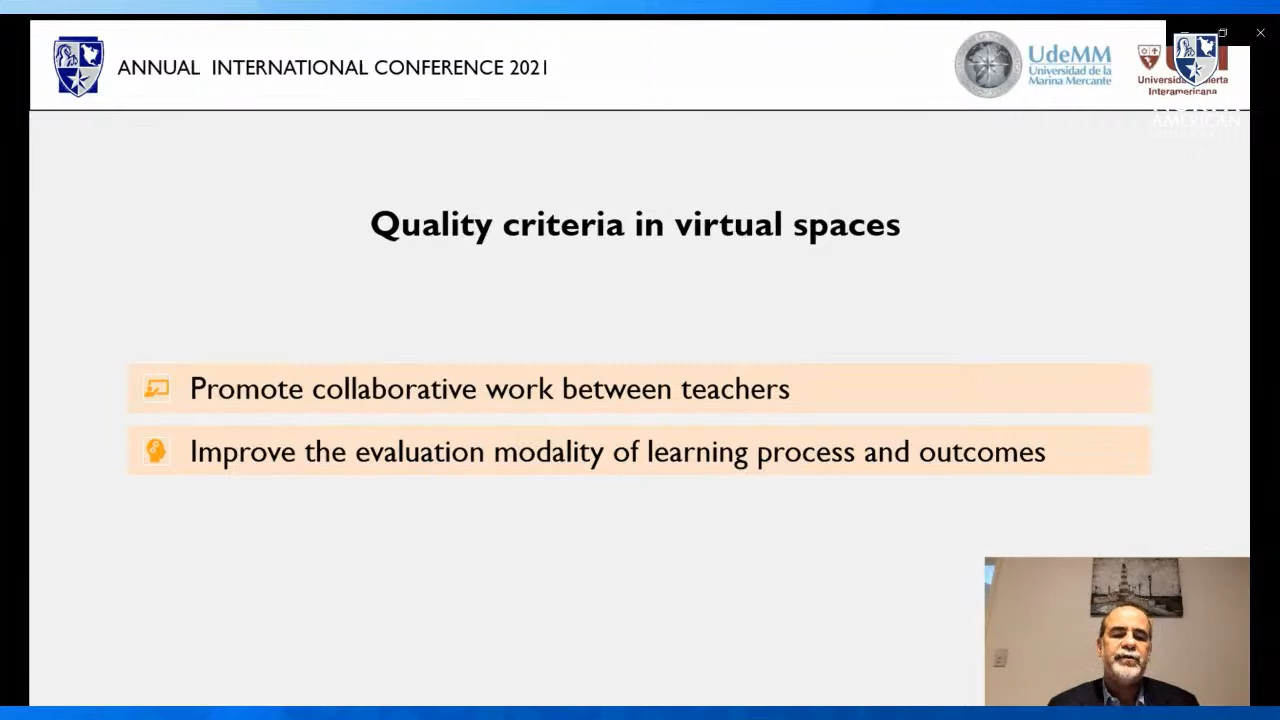 ANNUAL INTERNATIONAL CONFERENCE 2021
UdeMM
Universidad de la
Marina Mercante
Interamericana
AMERICAN
Quality criteria in virtual spaces
Promote collaborative work between teachers
Improve the evaluation modality of learning process and outcomes